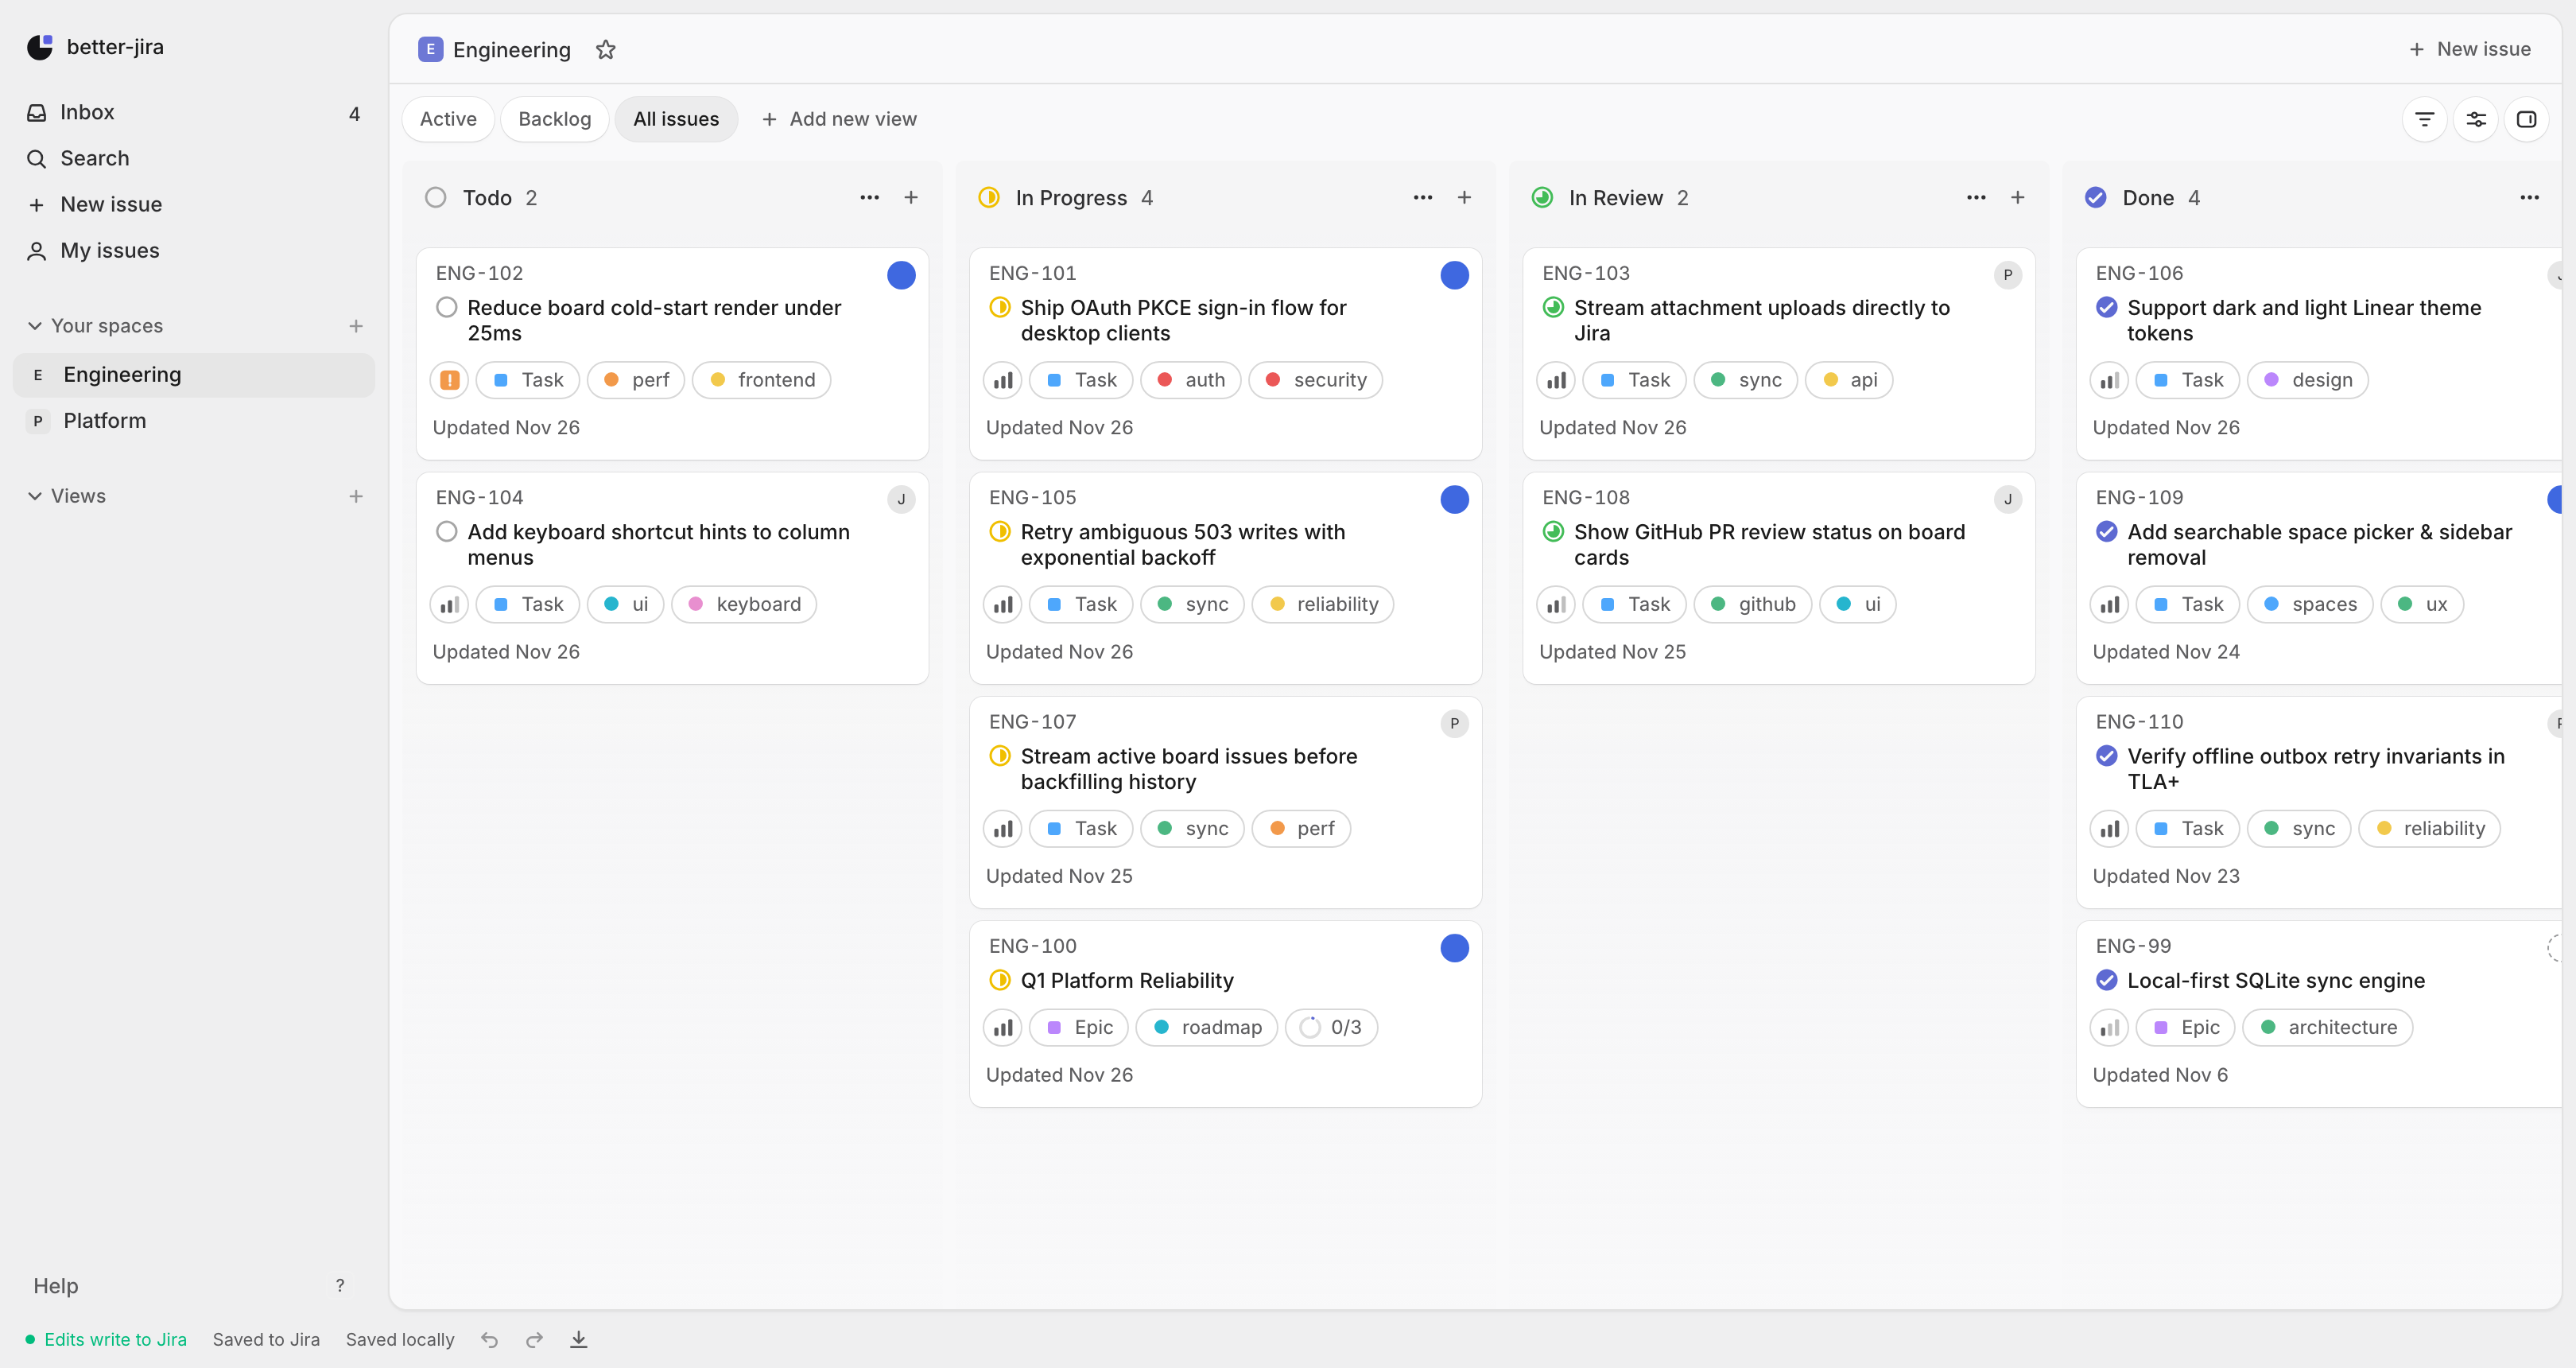 better-jira
Inbox 4
Search
New issue
My issues
Your spaces
E Engineering
P Platform
Views
Help ?
E Engineering
New issue
Active Backlog All issues Add new view
Todo 2
ENG-102
Reduce board cold-start render under
25ms
Task perf frontend
Updated Nov 26
ENG-104 J
Add keyboard shortcut hints to column
menus
Task ui keyboard
Updated Nov 26
In Progress 4
ENG-101
Ship OAuth PKCE sign-in flow for
desktop clients
Task auth security
Updated Nov 26
ENG-105
Retry ambiguous 503 writes with
exponential backoff
Task sync reliability
Updated Nov 26
ENG-107 P
Stream active board issues before
backfilling history
Task sync perf
Updated Nov 25
ENG-100
Q1 Platform Reliability
Epic roadmap 0/3
Updated Nov 26
In Review 2
ENG-103 P
Stream attachment uploads directly to
Jira
Task sync api
Updated Nov 26
ENG-108 J
Show GitHub PR review status on board
cards
Task github ui
Updated Nov 25
Done 4
ENG-106
Support dark and light Linear theme
tokens
Task design
Updated Nov 26
ENG-109
Add searchable space picker & sidebar
removal
Task spaces ux
Updated Nov 24
ENG-110
Verify offline outbox retry invariants in
TLA+
Task sync reliability
Updated Nov 23
ENG-99
Local-first SQLite sync engine
Epic architecture
Updated Nov 6
Edits write to Jira Saved to Jira Saved locally